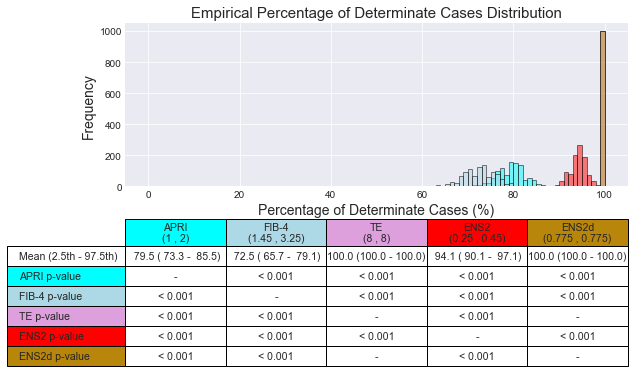 Empirical Percentage of Determinate Cases Distribution
1000
800
600
400
200
0
Frequency
0 20 40 60 80 100
Percentage of Determinate Cases (%)
APRI FIB-4 TE ENS2 ENS2d
(1 , 2) (1.45 , 3.25) (8 , 8) (0.25 , 0.45) (0.775 , 0.775)
Mean (2.5th - 97.5th) 79.5 ( 73.3 - 85.5) 72.5 ( 65.7 - 79.1) 100.0 (100.0 - 100.0) 94.1 ( 90.1 - 97.1) 100.0 (100.0 - 100.0)
APRI p-value - < 0.001 < 0.001 < 0.001 < 0.001
FIB-4 p-value < 0.001 - < 0.001 < 0.001 < 0.001
TE p-value < 0.001 < 0.001 - < 0.001 -
ENS2 p-value < 0.001 < 0.001 < 0.001 - < 0.001
ENS2d p-value < 0.001 < 0.001 - < 0.001 -